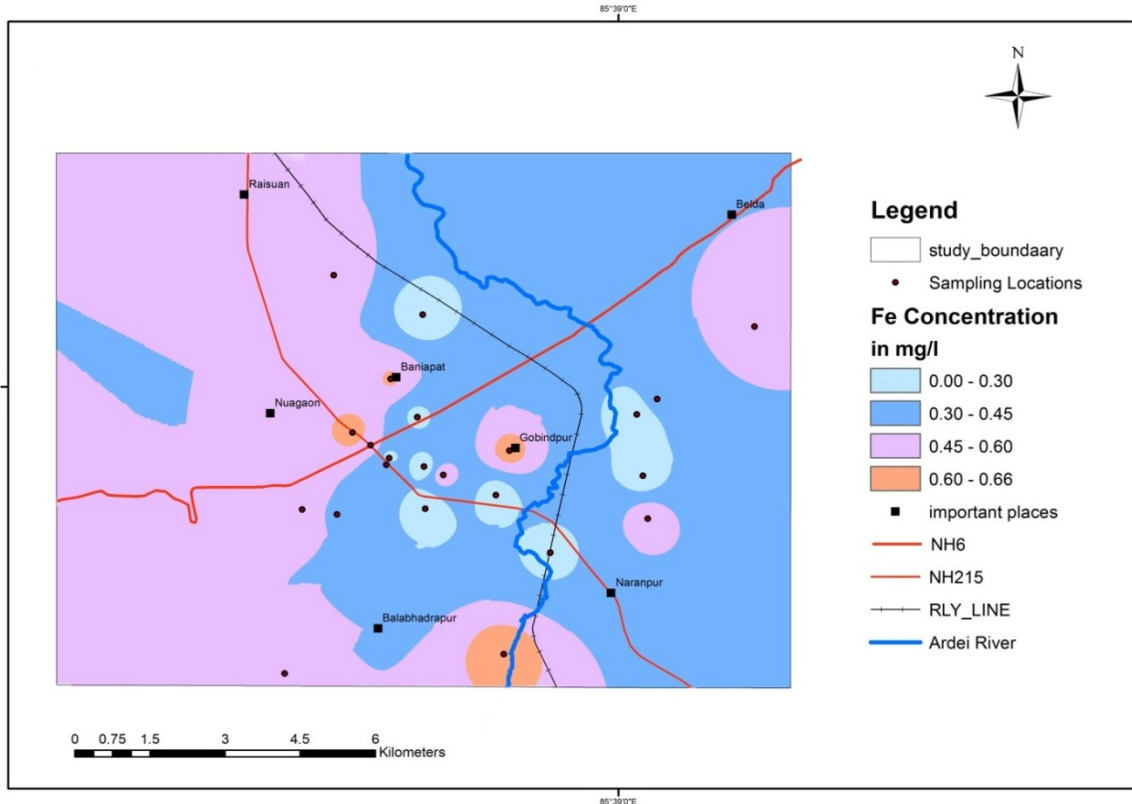 85°39'0"E
N
Raisuan
Belda
Baniapat
Nuagaon
Gobindpur
Naranpur
Balabhadrapur
0 0.75 1.5 3 4.5 6
Kilometers
Legend
study_boundaary
Sampling Locations
Fe Concentration
in mg/l
0.00 - 0.30
0.30 - 0.45
0.45 - 0.60
0.60 - 0.66
important places
NH6
NH215
RLY_LINE
Ardei River
85°39'0"E